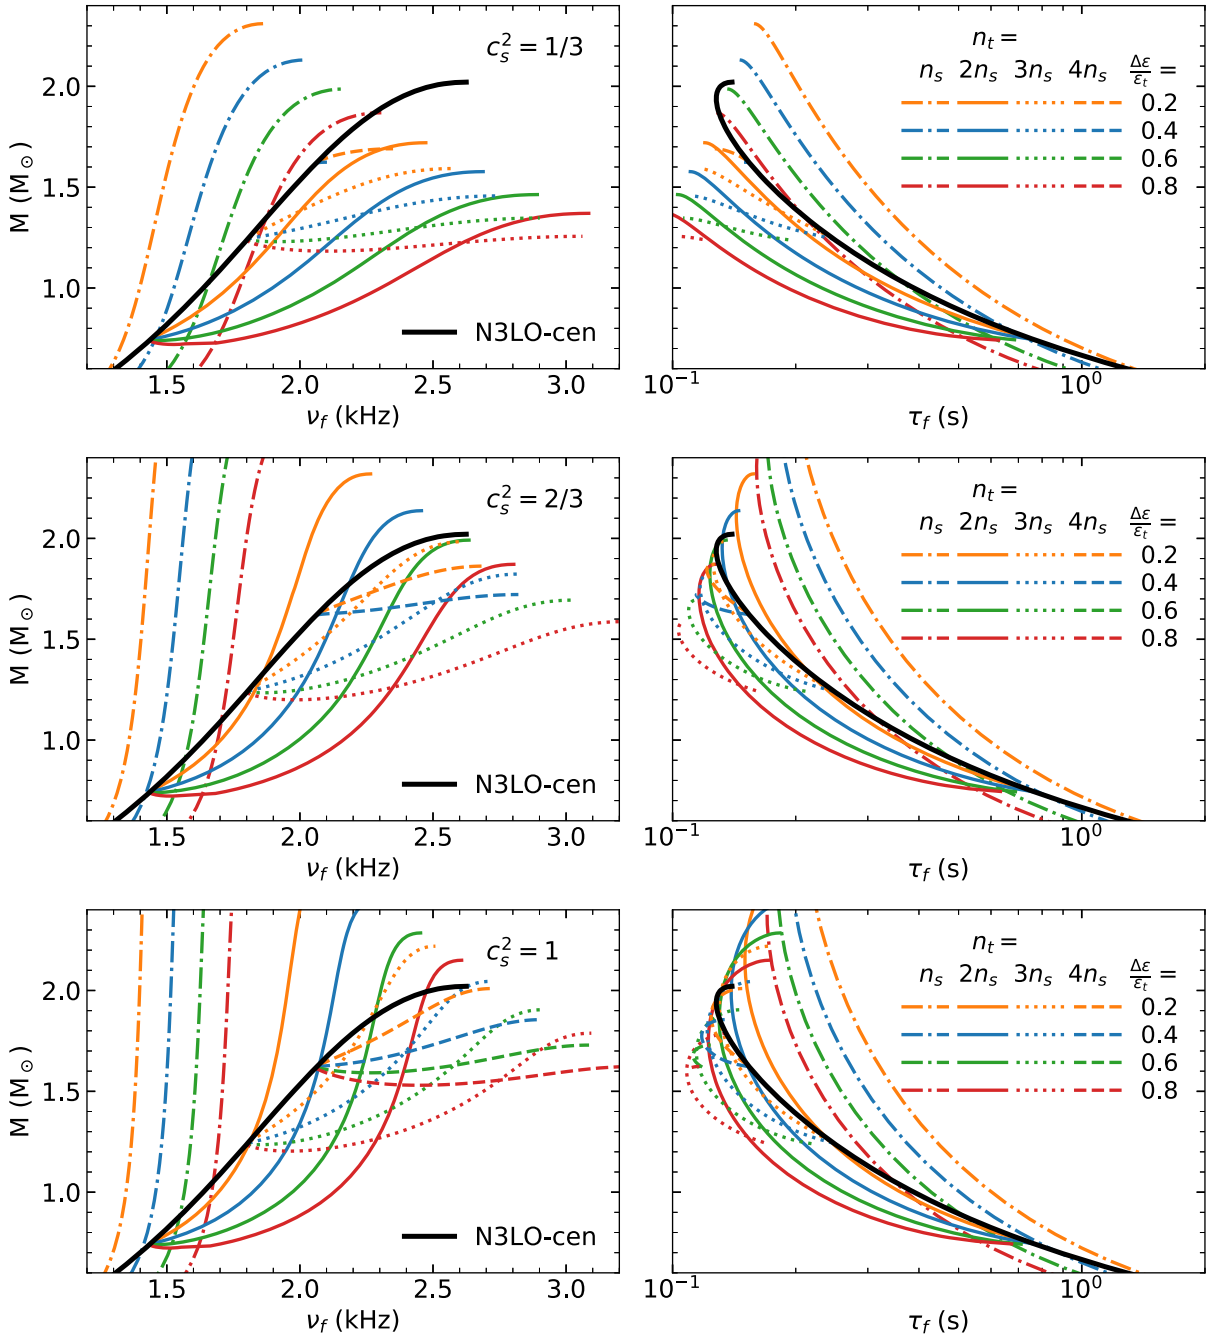 c_s^2 = 1/3
2.0
1.5
1.0
M (M⊙)
N3LO-cen
1.5 2.0 2.5 3.0
ν_f (kHz)
n_t =
n_s 2n_s 3n_s 4n_s Δε/ε_t =
0.2
0.4
0.6
0.8
10^-1 10^0
τ_f (s)
c_s^2 = 2/3
2.0
1.5
1.0
M (M⊙)
N3LO-cen
1.5 2.0 2.5 3.0
ν_f (kHz)
n_t =
n_s 2n_s 3n_s 4n_s Δε/ε_t =
0.2
0.4
0.6
0.8
10^-1 10^0
τ_f (s)
c_s^2 = 1
2.0
1.5
1.0
M (M⊙)
N3LO-cen
1.5 2.0 2.5 3.0
ν_f (kHz)
n_t =
n_s 2n_s 3n_s 4n_s Δε/ε_t =
0.2
0.4
0.6
0.8
10^-1 10^0
τ_f (s)